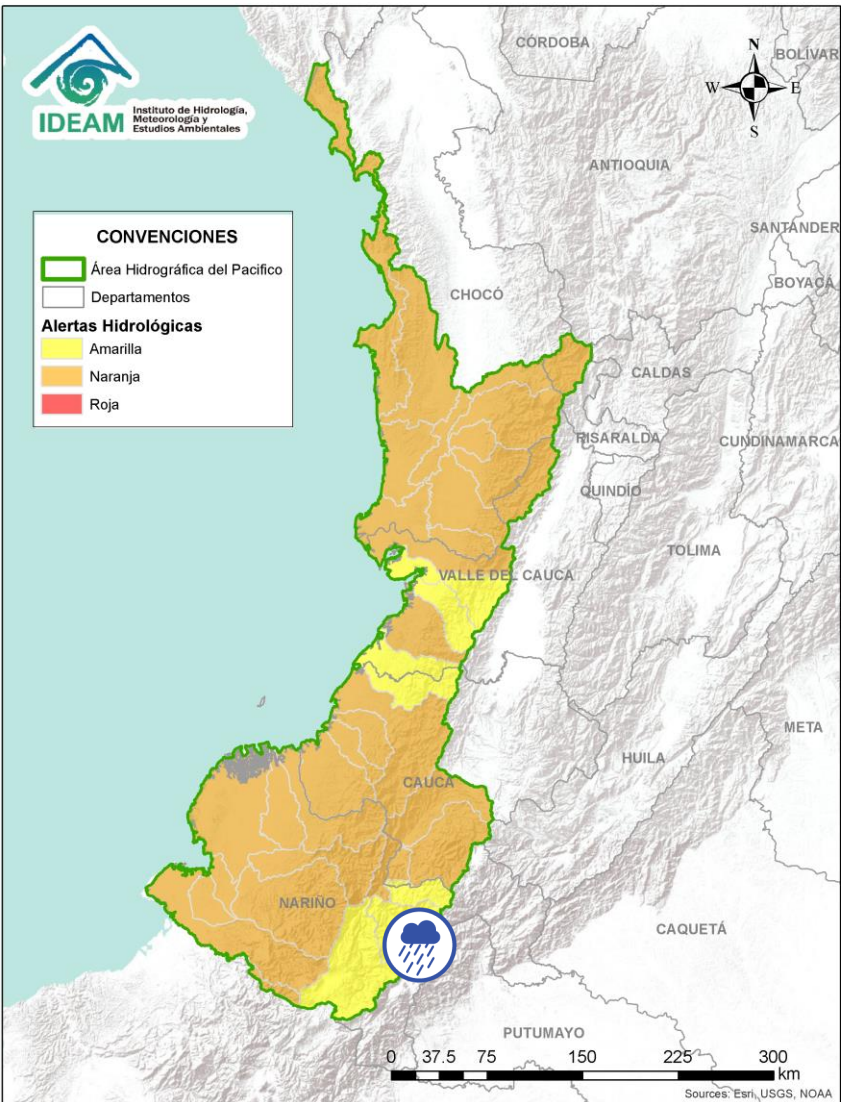 IDEAM
Instituto de Hidrología,
Meteorología y
Estudios Ambientales
N
W
E
S
CONVENCIONES
Área Hidrográfica del Pacifico
Departamentos
Alertas Hidrológicas
Amarilla
Naranja
Roja
CÓRDOBA
BOLIVAR
ANTIOQUIA
SANTANDER
BOYACÁ
CHOCÓ
CALDAS
RISARALDA
CUNDINAMARCA
QUINDÍO
TOLIMA
VALLE DEL CAUCA
META
HUILA
CAUCA
NARIÑO
CAQUETÁ
PUTUMAYO
0 37.5 75 150 225 300
km
Sources: Esri, USGS, NOAA